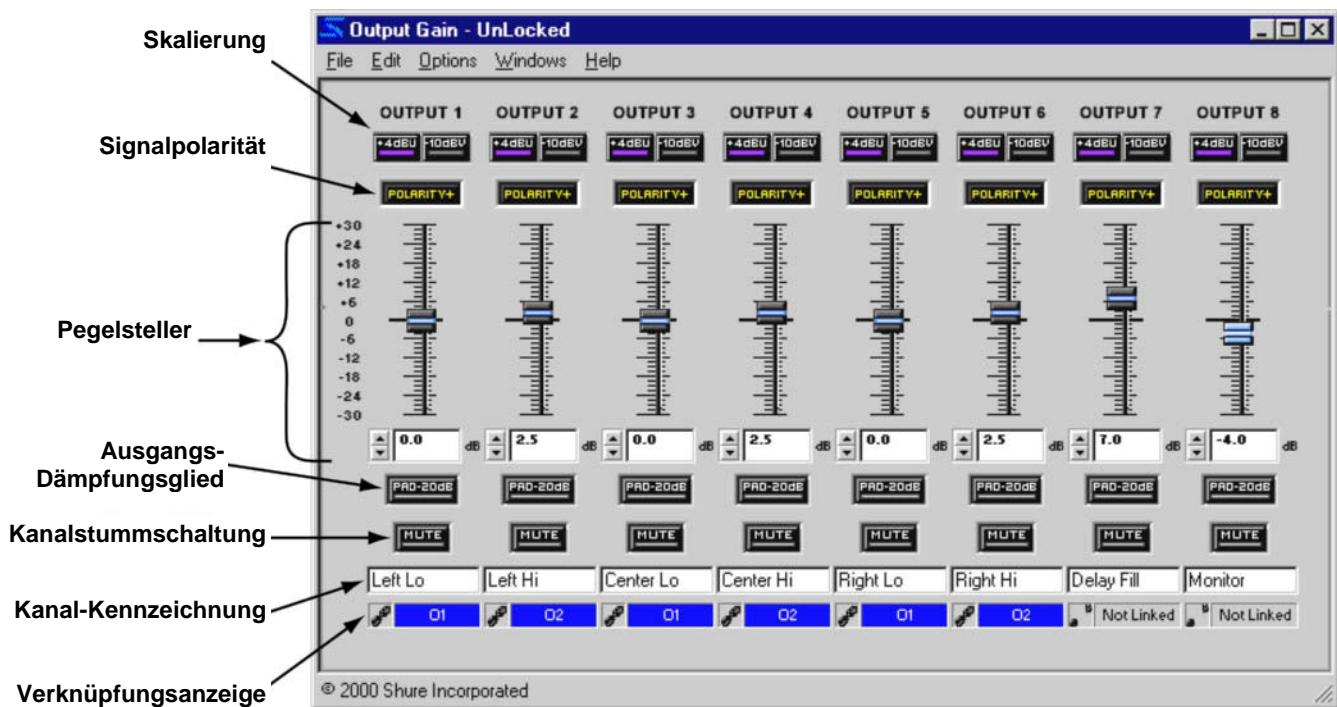 Output Gain - UnLocked
File Edit Options Windows Help
Skalierung
OUTPUT 1 OUTPUT 2 OUTPUT 3 OUTPUT 4 OUTPUT 5 OUTPUT 6 OUTPUT 7 OUTPUT 8
+4dBu -10dBV +4dBu -10dBV +4dBu -10dBV +4dBu -10dBV +4dBu -10dBV +4dBu -10dBV +4dBu -10dBV +4dBu -10dBV
Signalpolarität
POLARITY+ POLARITY+ POLARITY+ POLARITY+ POLARITY+ POLARITY+ POLARITY+ POLARITY+
+30
+24
+18
+12
+6
0
-6
-12
-18
-24
-30
Pegelsteller
0.0 dB 2.5 dB 0.0 dB 2.5 dB 0.0 dB 2.5 dB 7.0 dB -4.0 dB
Ausgangs-
Dämpfungsglied
PAD-20dB PAD-20dB PAD-20dB PAD-20dB PAD-20dB PAD-20dB PAD-20dB PAD-20dB
Kanalstummschaltung
MUTE MUTE MUTE MUTE MUTE MUTE MUTE MUTE
Kanal-Kennzeichnung
Left Lo Left Hi Center Lo Center Hi Right Lo Right Hi Delay Fill Monitor
O1 O2 O1 O2 O1 O2 Not Linked Not Linked
Verknüpfungsanzeige
© 2000 Shure Incorporated